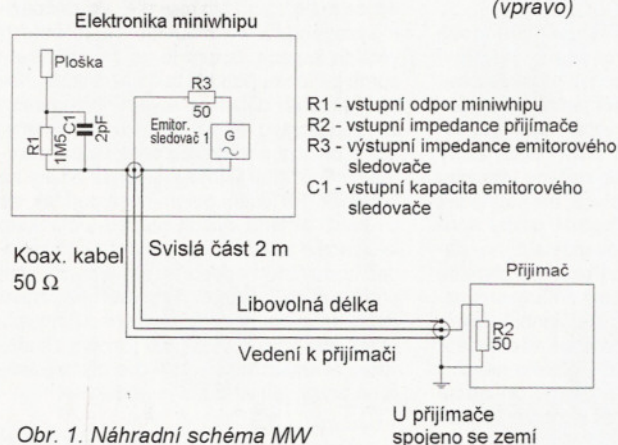 (vpravo)
Elektronika miniwhipu
Ploška
R1
1M5
C1
2pF
R3
50
Emitor.
sledovač 1
G
R1 - vstupní odpor miniwhipu
R2 - vstupní impedance přijímače
R3 - výstupní impedance emitorového
sledovače
C1 - vstupní kapacita emitorového
sledovače
Koax. kabel
50 Ω
Svislá část 2 m
Libovolná délka
Vedení k přijímači
Přijímač
R2
50
U přijímače
spojeno se zemí
Obr. 1. Náhradní schéma MW